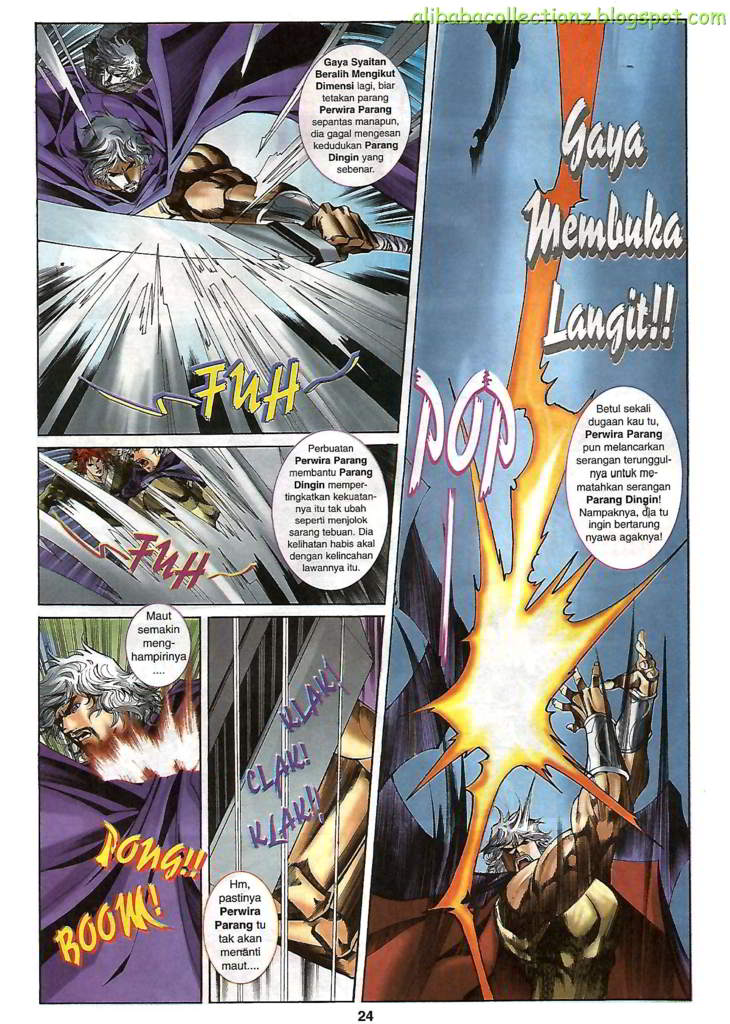 alibabacollectionz.blogspot.com
Gaya Syaitan
Beralih Mengikut
Dimensi lagi, biar
tetakan parang
Perwira Parang
sepantas manapun,
dia gagal mengesan
kedudukan Parang
Dingin yang
sebenar.
FUH
Perbuatan
Perwira Parang
membantu Parang
Dingin memper-
tingkatkan kekuatan-
nya itu tak ubah
seperti menjolok
sarang tebuan. Dia
kelihatan habis akal
dengan kelincahan
lawannya itu.
FUH
Maut
semakin
meng-
hampirinya
....
PONG!!
BOOM!
KLAK!
CLAK!
KLAK!!
Hm,
pastinya
Perwira
Parang tu
tak akan
menanti
maut....
Gaya
Membuka
Langit!!
POP
Betul sekali
dugaan kau tu,
Perwira Parang
pun melancarkan
serangan terunggul-
nya untuk me-
matahkan serangan
Parang Dingin!
Nampaknya, dia tu
ingin bertarung
nyawa agaknya!
24